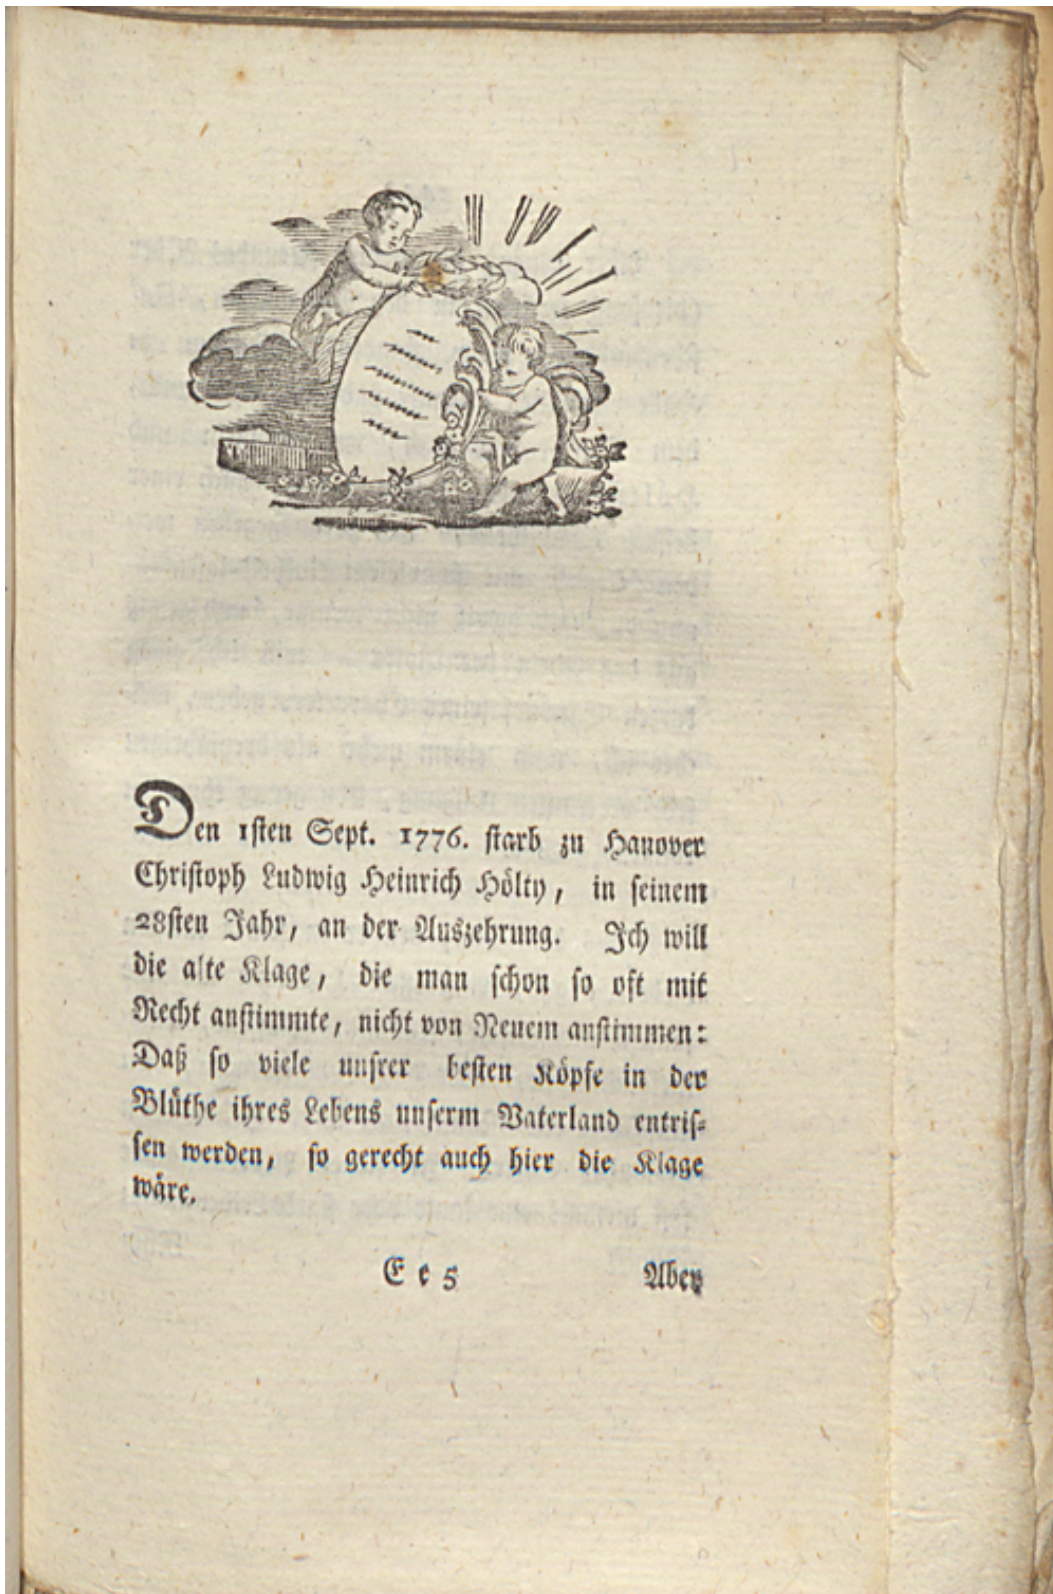 Den 1sten Sept. 1776. starb zu Hanover
Christoph Ludwig Heinrich Hölty, in seinem
28sten Jahr, an der Auszehrung. Ich will
die alte Klage, die man schon so oft mit
Recht anstimmte, nicht von Neuem anstimmen:
Daß so viele unsrer besten Köpfe in der
Blüthe ihres Lebens unserm Vaterland entris-
sen werden, so gerecht auch hier die Klage
wäre.
E e 5 Aber